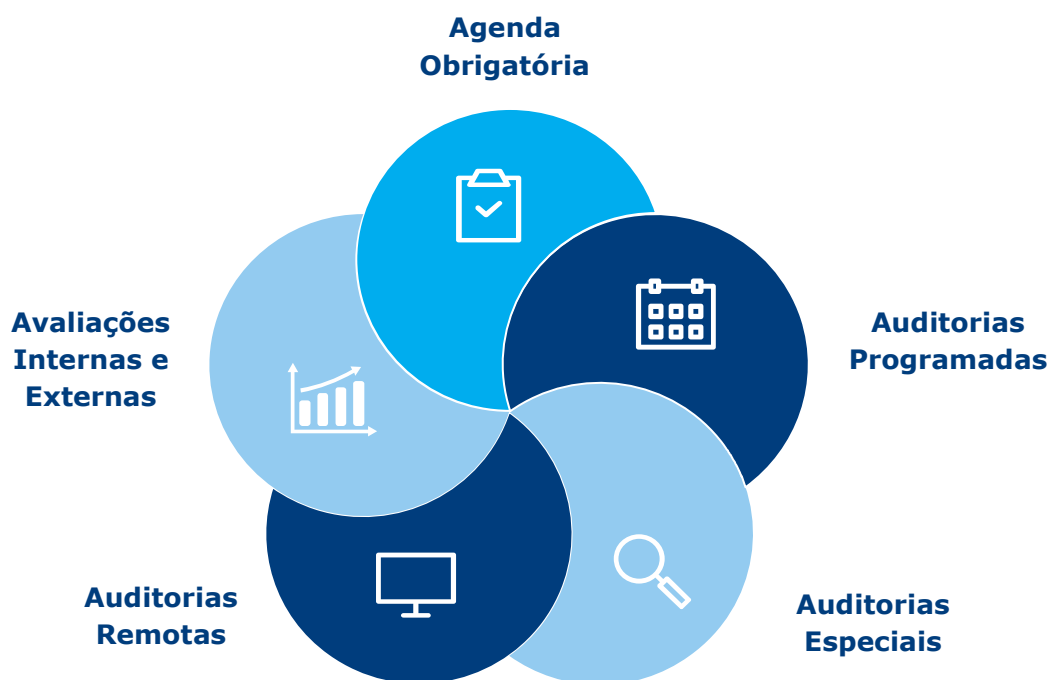 Agenda
Obrigatória
Avaliações
Internas e
Externas
Auditorias
Programadas
Auditorias
Remotas
Auditorias
Especiais